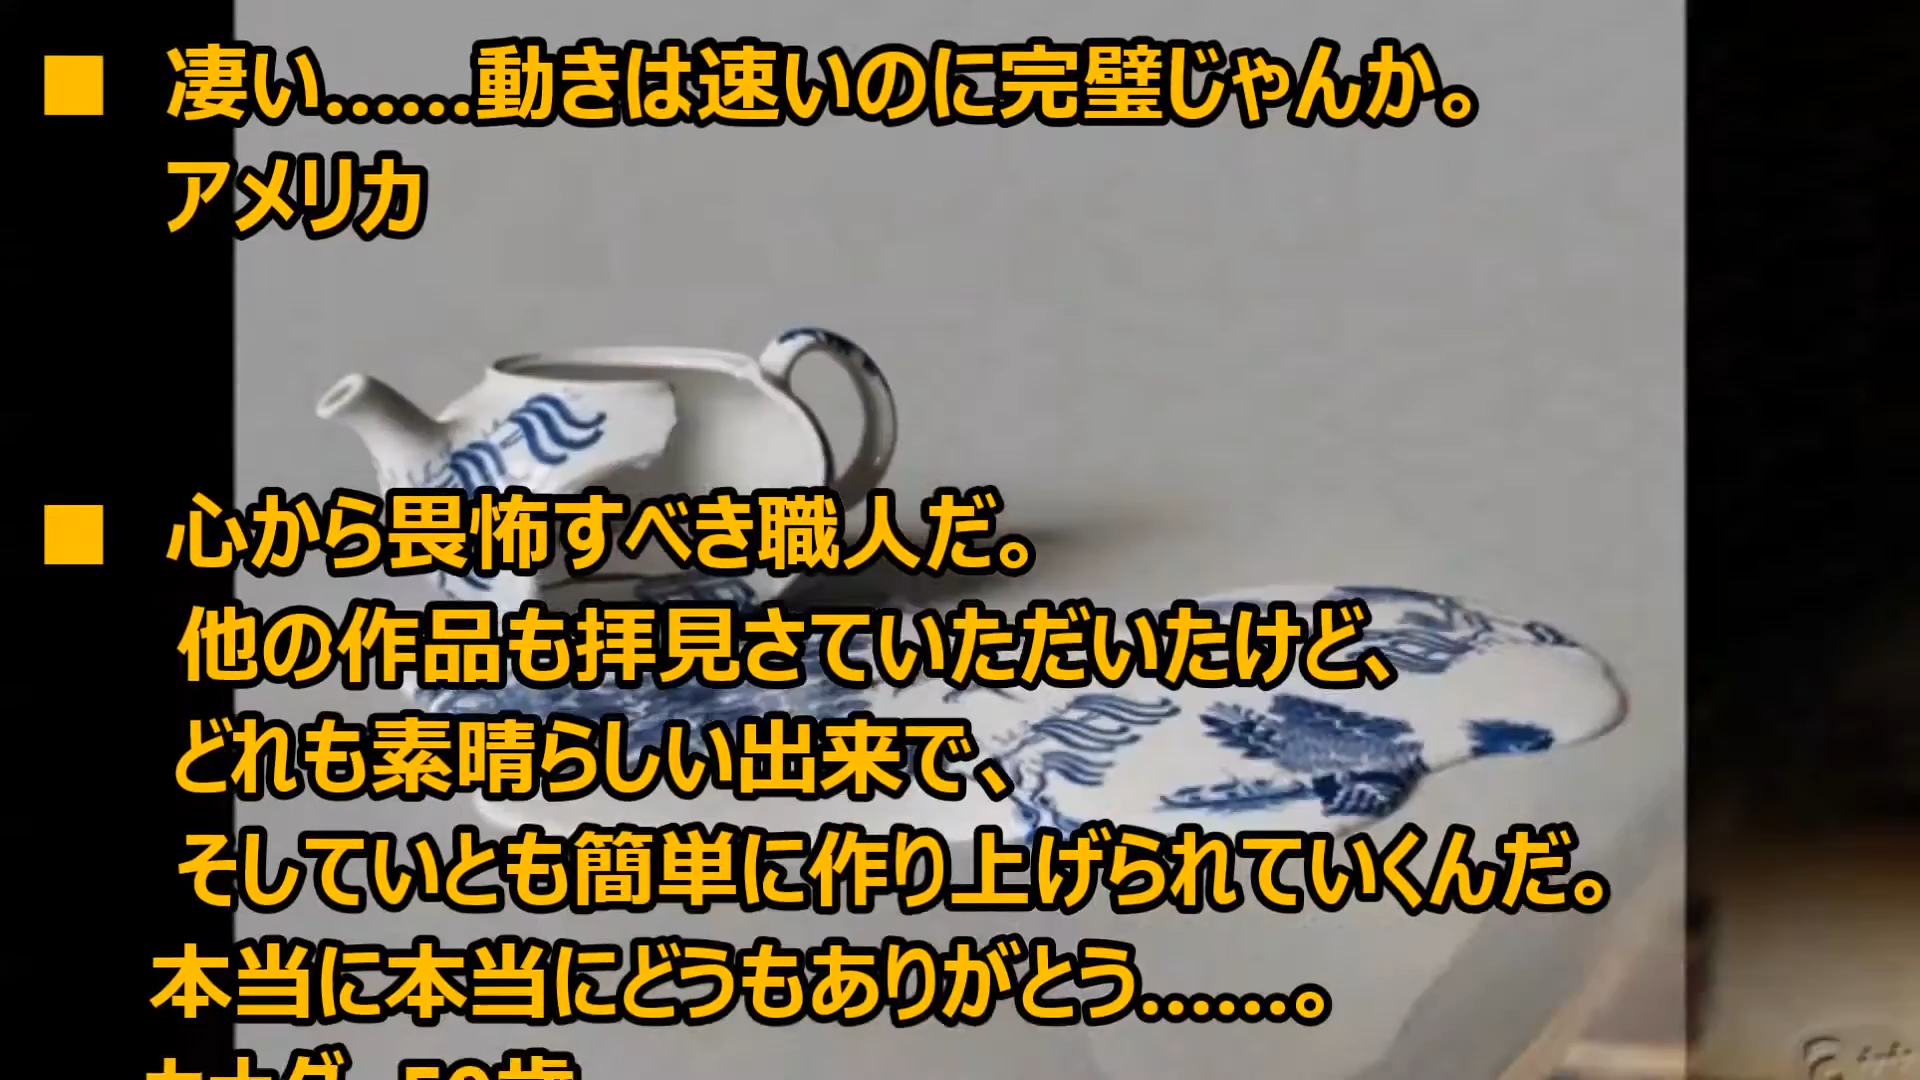 ■ 凄い……動きは速いのに完璧じゃんか。
アメリカ
■ 心から畏怖すべき職人だ。
他の作品も拝見さていただいたけど、
どれも素晴らしい出来で、
そしていとも簡単に作り上げられていくんだ。
本当に本当にどうもありがとう……。